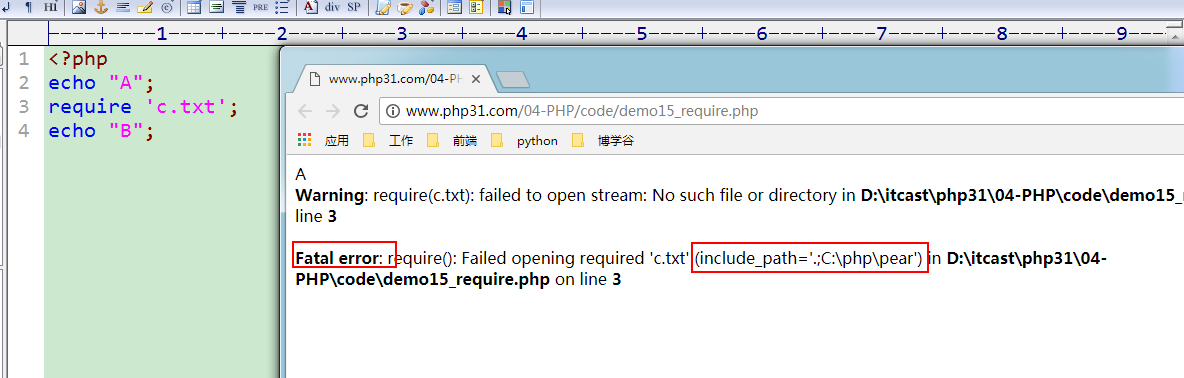 HI div SP PRE
|----+----1----+----2----+----3----+----4----+----5----+----6----+----7----+----8----+----9----
1 <?php
2 echo "A";
3 require 'c.txt';
4 echo "B";
www.php31.com/04-PH
www.php31.com/04-PHP/code/demo15_require.php
应用 工作 前端 python 博学谷
A
Warning: require(c.txt): failed to open stream: No such file or directory in D:\itcast\php31\04-PHP\code\demo15_r
line 3
Fatal error: require(): Failed opening required 'c.txt' (include_path='.;C:\php\pear') in D:\itcast\php31\04-
PHP\code\demo15_require.php on line 3